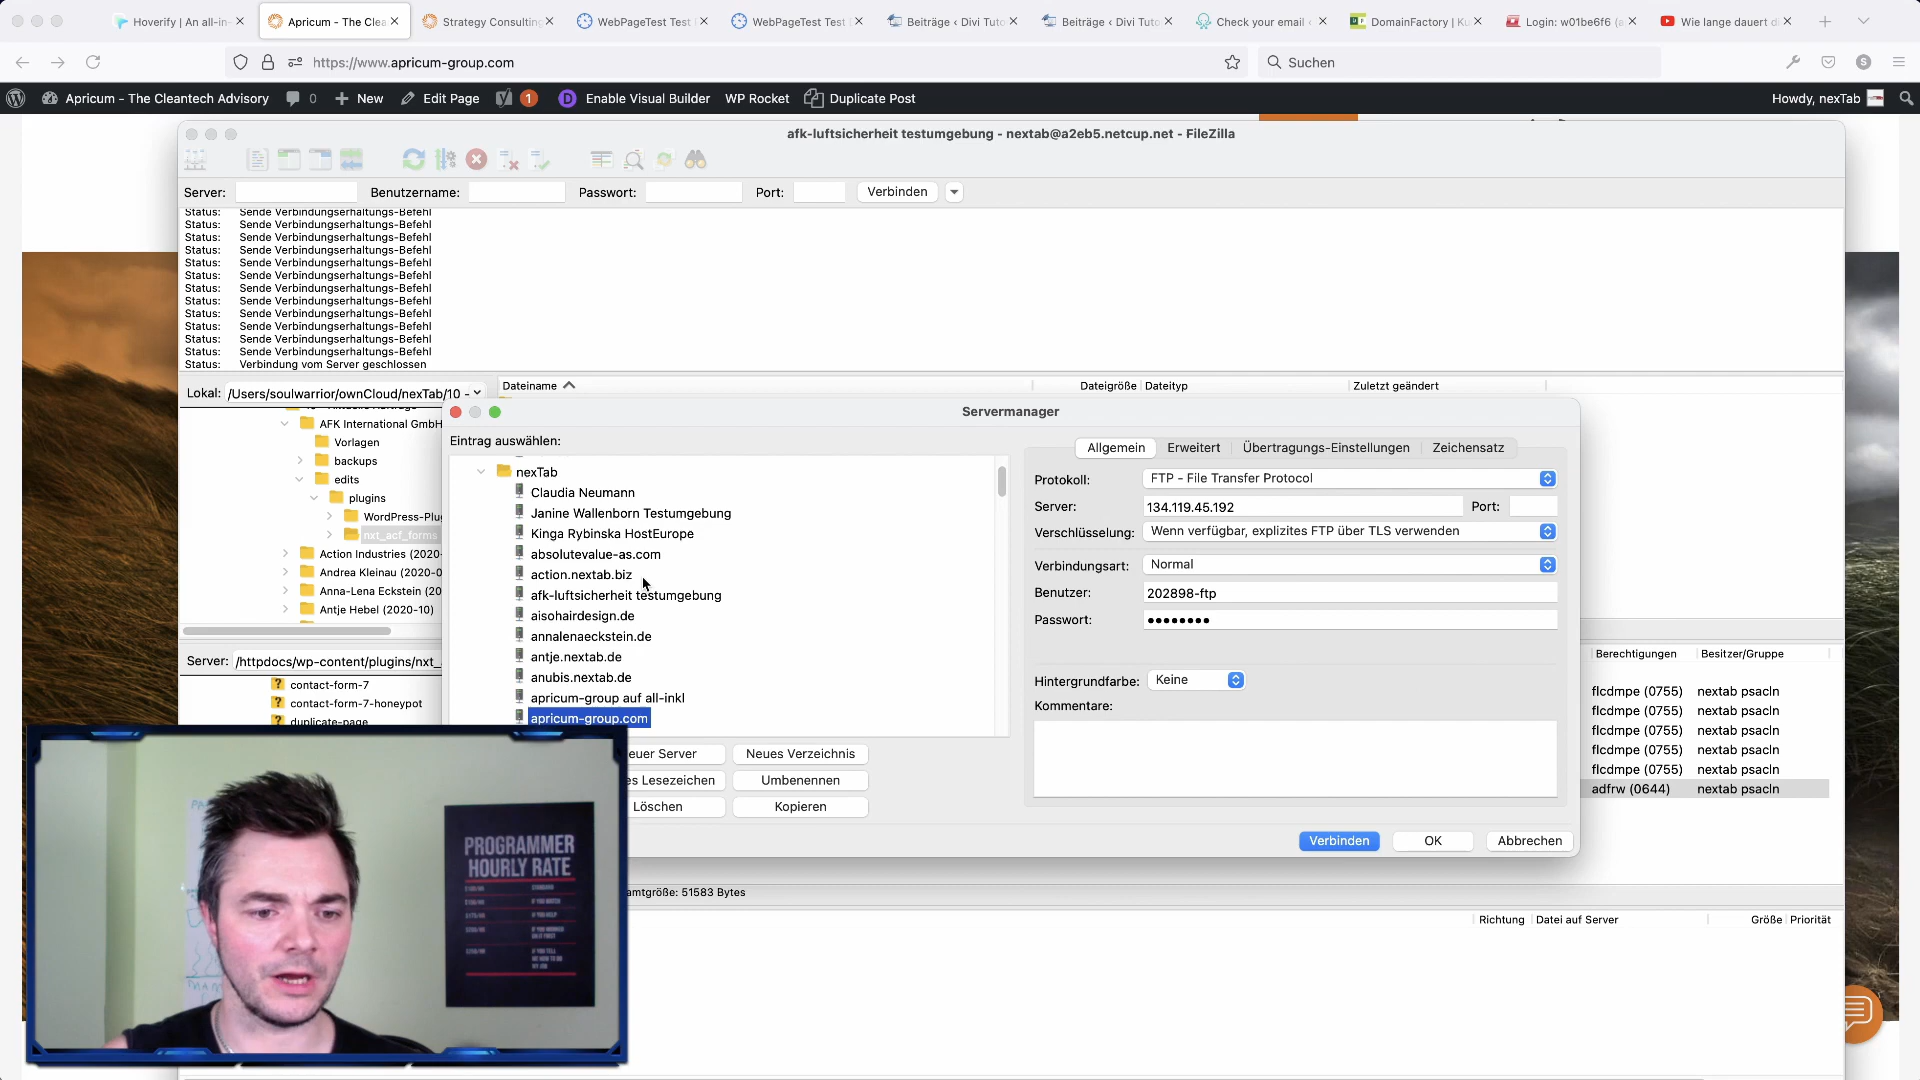 Hoverify | An all-in-
Apricum - The Clea
Strategy Consulting
WebPageTest Test
WebPageTest Test
Beiträge ‹ Divi Tuto
Beiträge ‹ Divi Tuto
Check your email
DomainFactory | Ku
Login: w01be6f6 (a
Wie lange dauert d
https://www.apricum-group.com
Suchen
S
Apricum - The Cleantech Advisory
0
New
Edit Page
1
D
Enable Visual Builder
WP Rocket
Duplicate Post
Howdy, nexTab
afk-luftsicherheit testumgebung - nextab@a2eb5.netcup.net - FileZilla
Server:
Benutzername:
Passwort:
Port:
Verbinden
Status: Sende Verbindungserhaltungs-Befehl
Status: Sende Verbindungserhaltungs-Befehl
Status: Sende Verbindungserhaltungs-Befehl
Status: Sende Verbindungserhaltungs-Befehl
Status: Sende Verbindungserhaltungs-Befehl
Status: Sende Verbindungserhaltungs-Befehl
Status: Sende Verbindungserhaltungs-Befehl
Status: Sende Verbindungserhaltungs-Befehl
Status: Sende Verbindungserhaltungs-Befehl
Status: Sende Verbindungserhaltungs-Befehl
Status: Sende Verbindungserhaltungs-Befehl
Status: Sende Verbindungserhaltungs-Befehl
Status: Verbindung vom Server geschlossen
Lokal: /Users/soulwarrior/ownCloud/nexTab/10 -
Dateiname
Dateigröße
Dateityp
Zuletzt geändert
AFK International GmbH
Vorlagen
backups
edits
plugins
WordPress-Plu
nxt_acf_forms
Action Industries (2020-
Andrea Kleinau (2020-0
Anna-Lena Eckstein (20
Antje Hebel (2020-10)
Server: /httpdocs/wp-content/plugins/nxt_
contact-form-7
contact-form-7-honeypot
duplicate-page
Servermanager
Eintrag auswählen:
nexTab
Claudia Neumann
Janine Wallenborn Testumgebung
Kinga Rybinska HostEurope
absolutevalue-as.com
action.nextab.biz
afk-luftsicherheit testumgebung
aisohairdesign.de
annalenaeckstein.de
antje.nextab.de
anubis.nextab.de
apricum-group auf all-inkl
apricum-group.com
euer Server
Neues Verzeichnis
es Lesezeichen
Umbenennen
Löschen
Kopieren
Allgemein
Erweitert
Übertragungs-Einstellungen
Zeichensatz
Protokoll: FTP - File Transfer Protocol
Server: 134.119.45.192
Port:
Verschlüsselung: Wenn verfügbar, explizites FTP über TLS verwenden
Verbindungsart: Normal
Benutzer: 202898-ftp
Passwort: ••••••••
Hintergrundfarbe: Keine
Kommentare:
Verbinden
OK
Abbrechen
Berechtigungen
Besitzer/Gruppe
flcdmpe (0755) nextab psacln
flcdmpe (0755) nextab psacln
flcdmpe (0755) nextab psacln
flcdmpe (0755) nextab psacln
flcdmpe (0755) nextab psacln
adfrw (0644) nextab psacln
amtgröße: 51583 Bytes
Richtung
Datei auf Server
Größe
Priorität
PROGRAMMER
HOURLY RATE